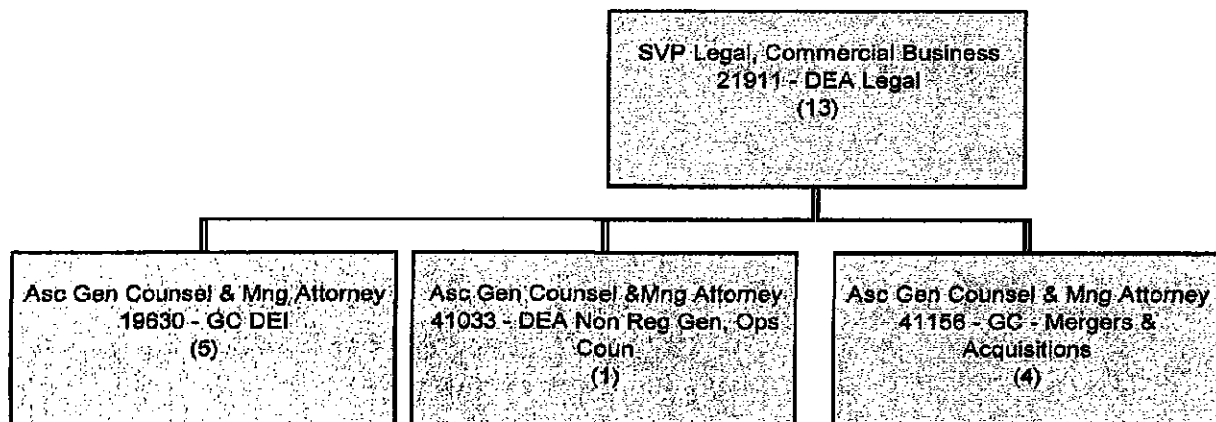 SVP Legal, Commercial Business
21911 - DEA Legal
(13)
Asc Gen Counsel & Mng Attorney
19630 - GC DEI
(5)
Asc Gen Counsel &Mng Attorney
41033 - DEA Non Reg Gen, Ops
Coun
(1)
Asc Gen Counsel & Mng Attorney
41156 - GC - Mergers &
Acquisitions
(4)